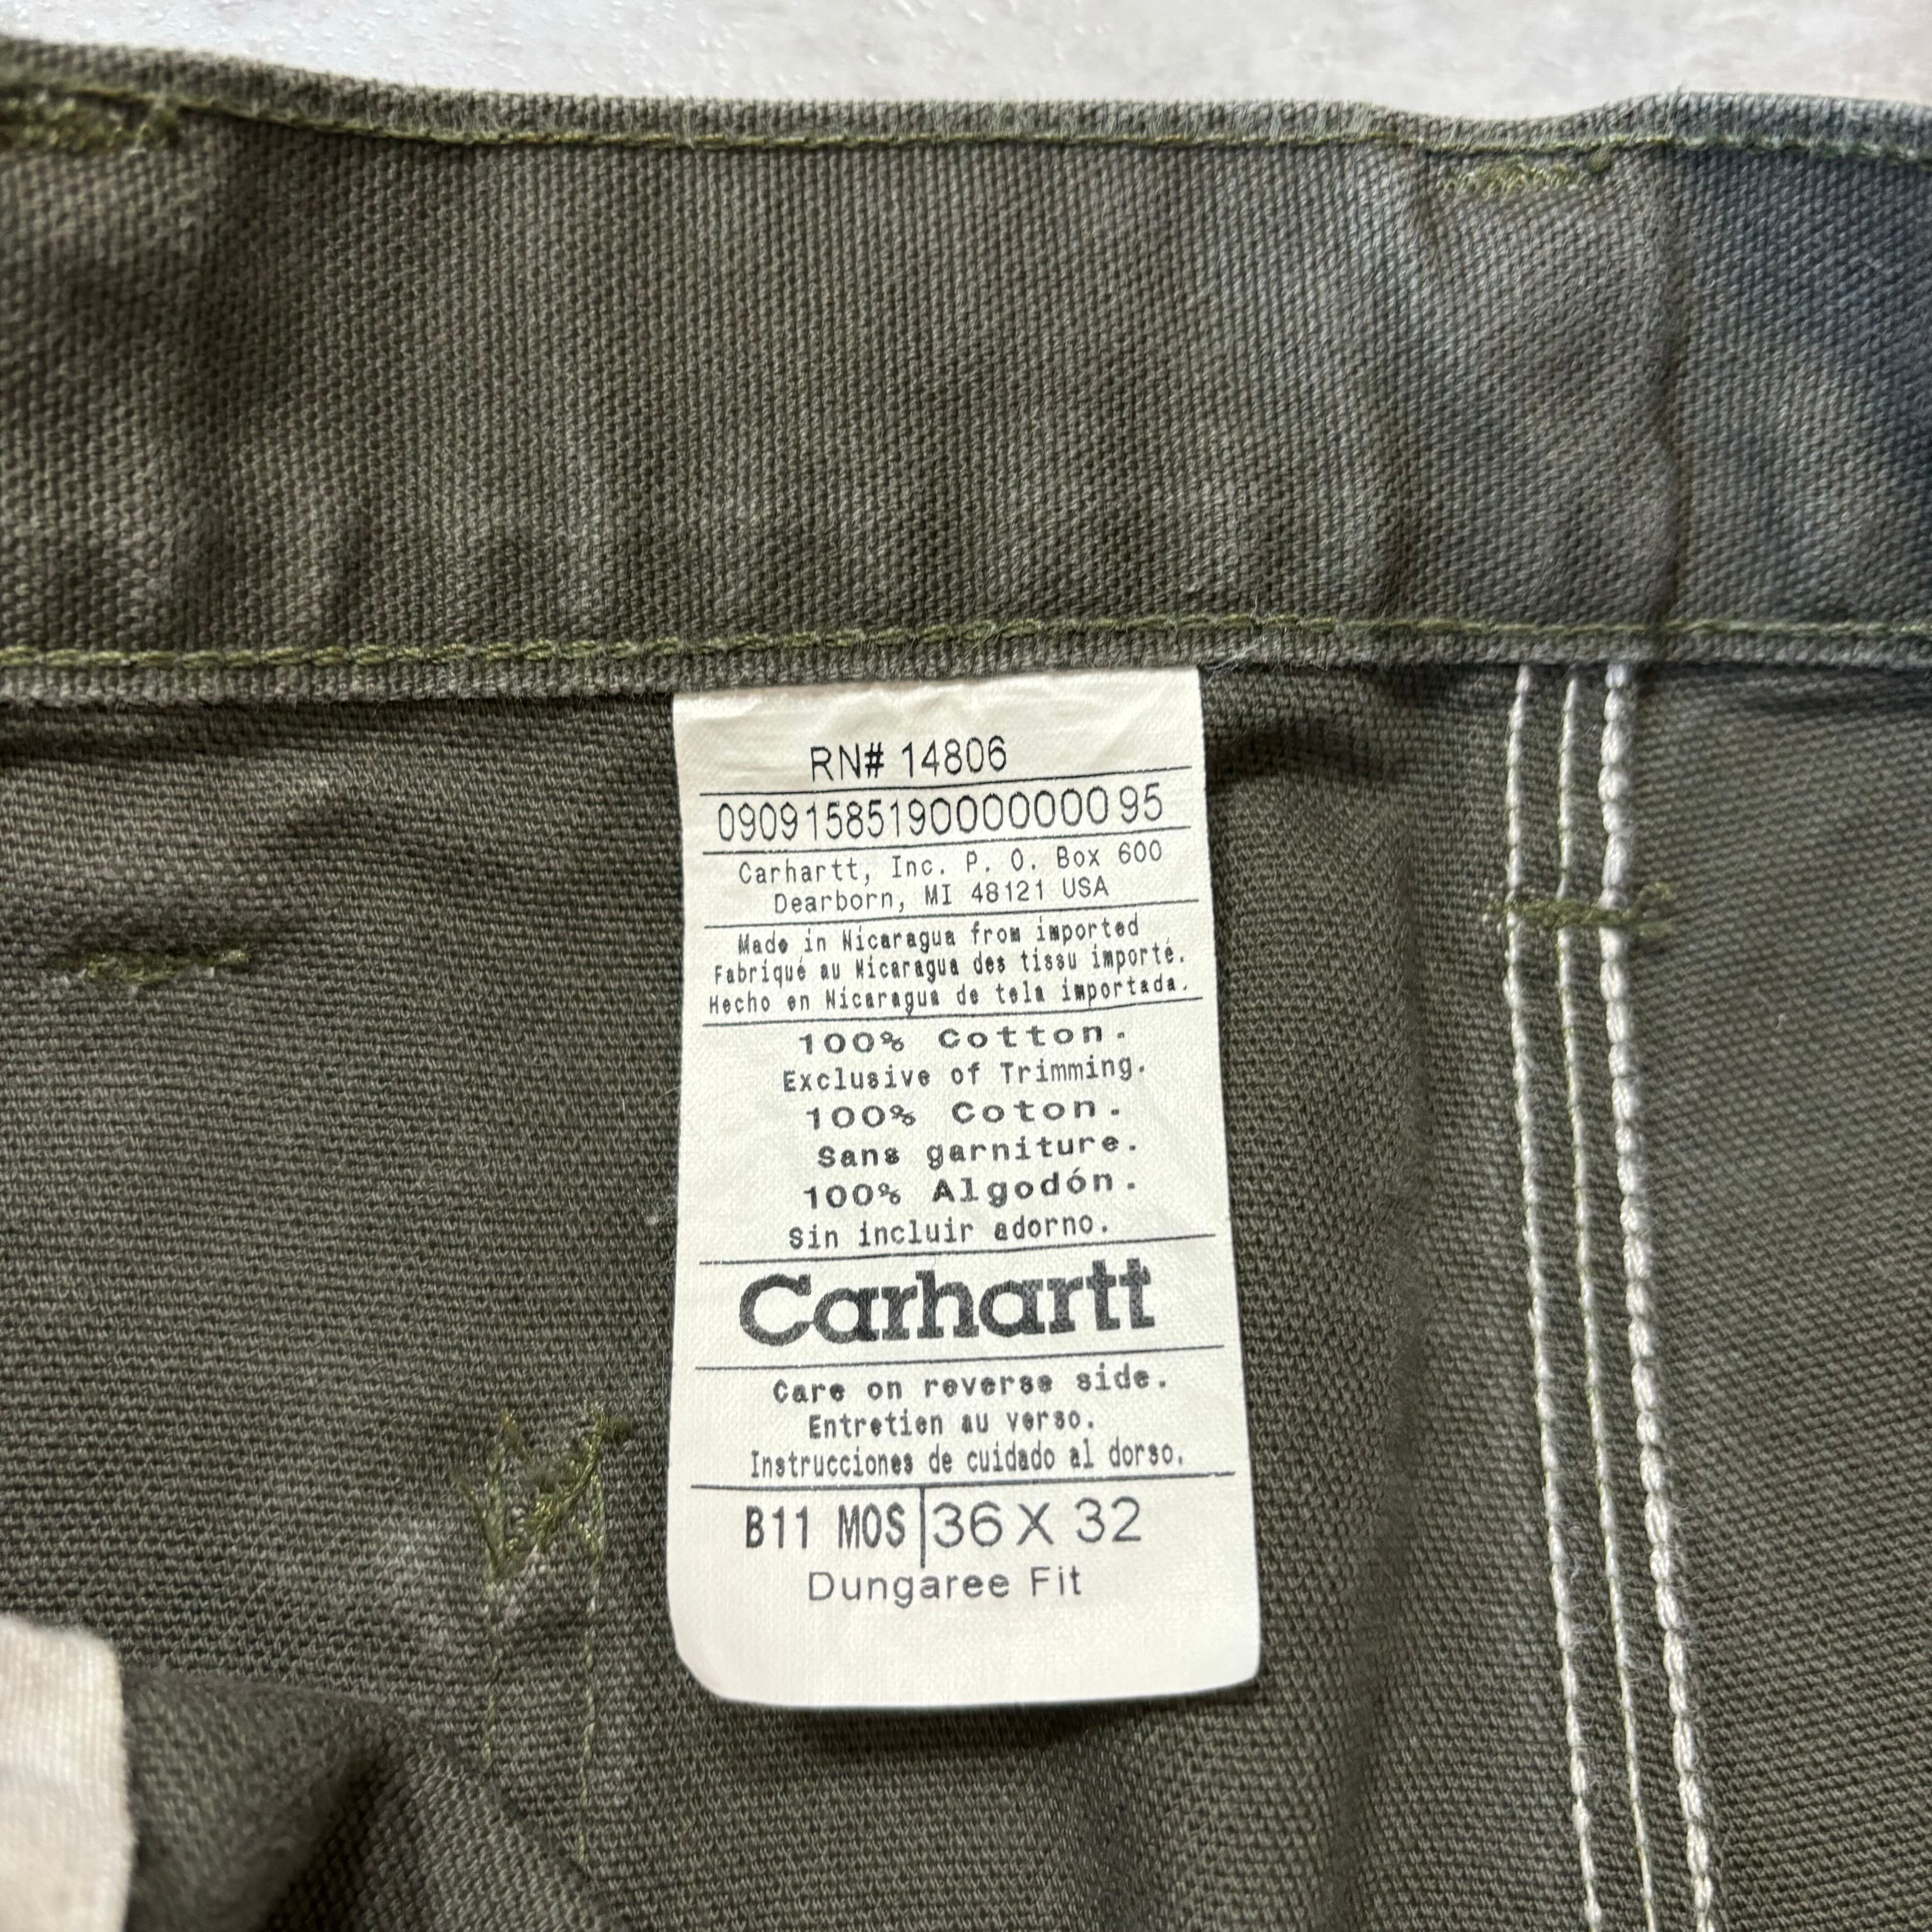 RN# 14806
0909158519000000095
Carhartt, Inc. P. O. Box 600
Dearborn, MI 48121 USA
Made in Nicaragua from imported
Fabriqué au Nicaragua des tissu importé.
Hecho en Nicaragua de tela importada.
100% Cotton.
Exclusive of Trimming.
100% Coton.
Sans garniture.
100% Algodón.
Sin incluir adorno.
Carhartt
Care on reverse side.
Entretien au verso.
Instrucciones de cuidado al dorso.
B11 MOS 36 X 32
Dungaree Fit